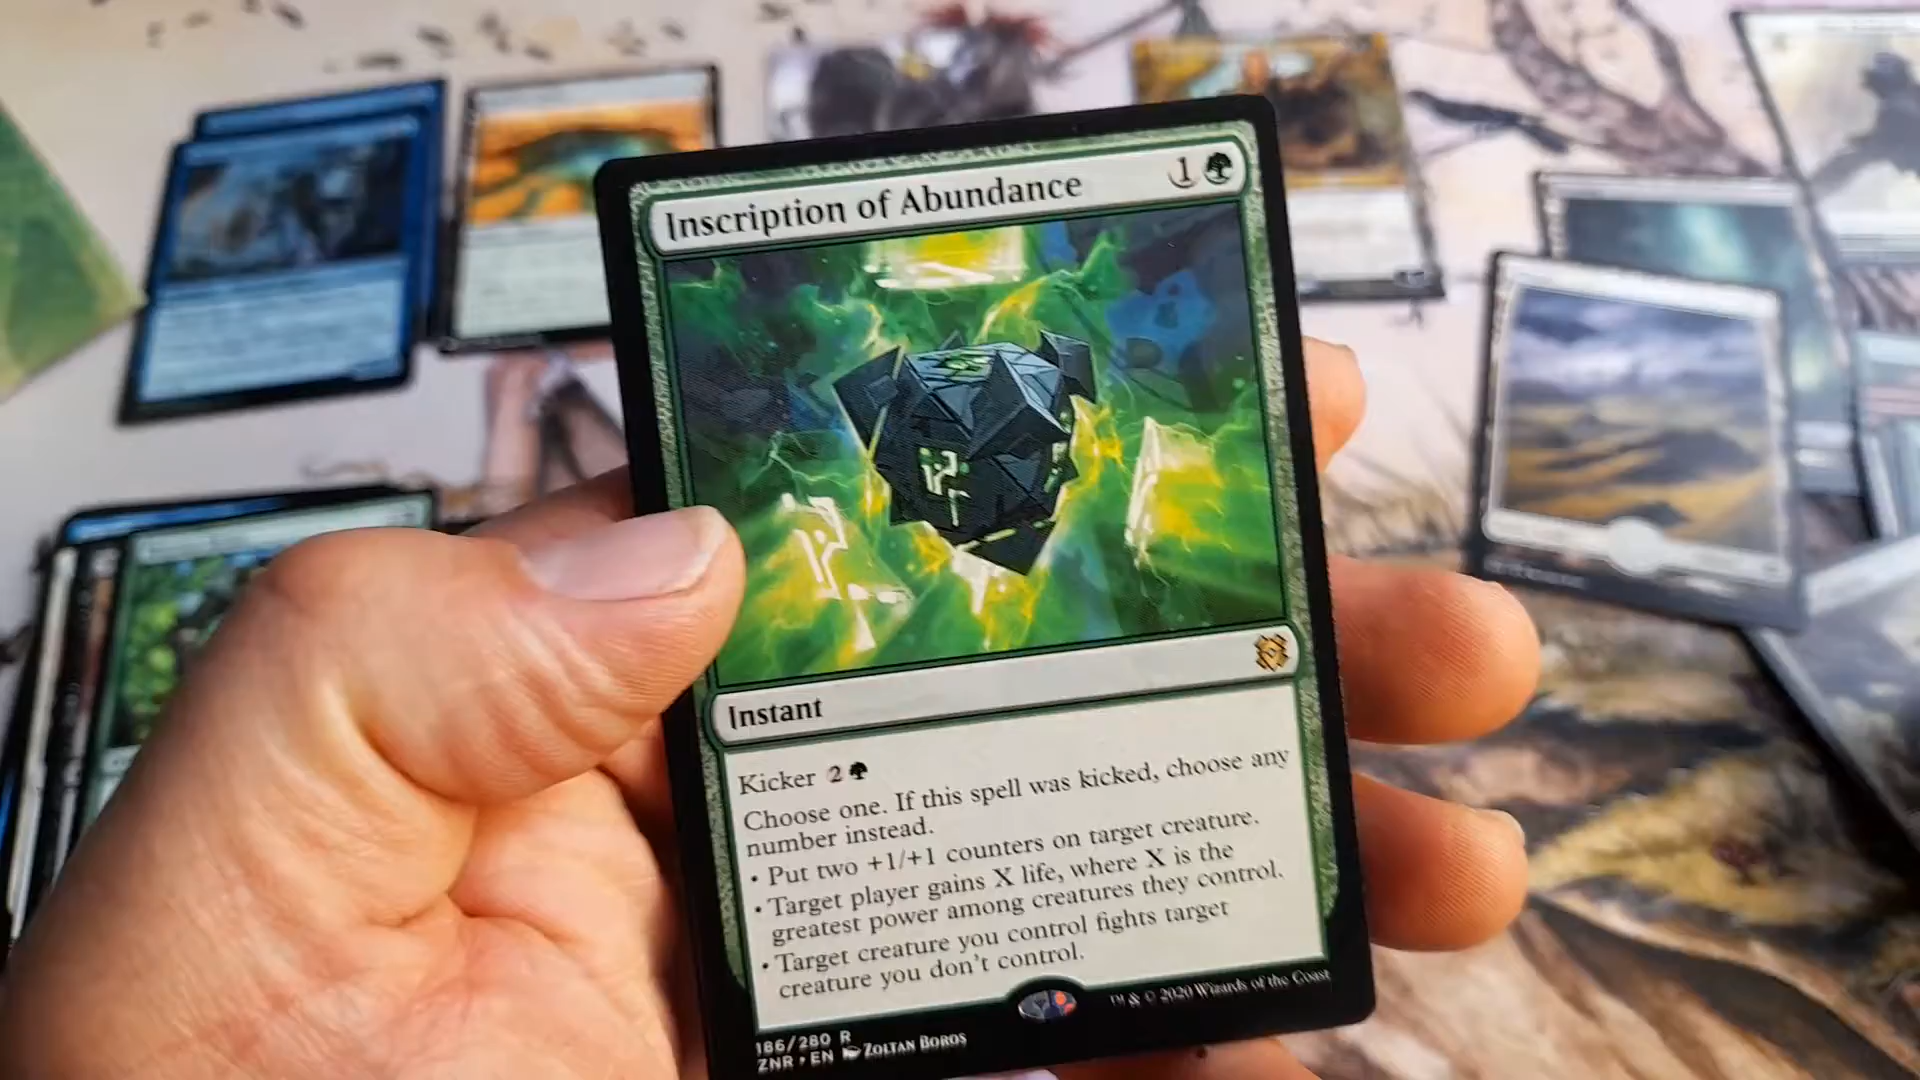 Inscription of Abundance 1
Instant
Kicker 2
Choose one. If this spell was kicked, choose any
number instead.
• Put two +1/+1 counters on target creature.
• Target player gains X life, where X is the
greatest power among creatures they control.
• Target creature you control fights target
creature you don't control.
186/280 R
ZNR • EN ZOLTAN BOROS
™ & © 2020 Wizards of the Coast